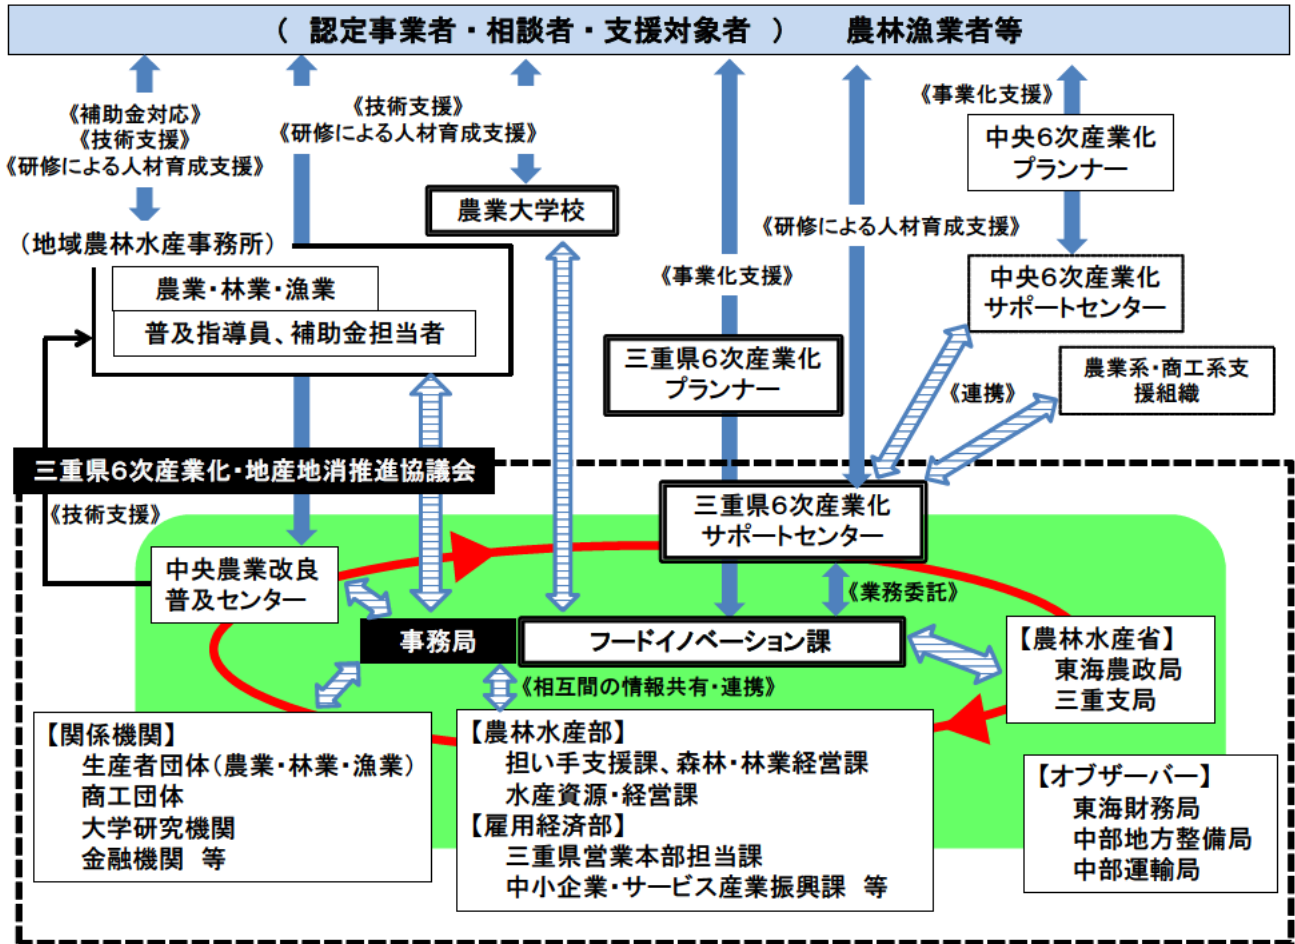 （ 認定事業者・相談者・支援対象者 ） 農林漁業者等
《補助金対応》
《技術支援》
《研修による人材育成支援》
《技術支援》
《研修による人材育成支援》
《事業化支援》
中央６次産業化
プランナー
農業大学校
《研修による人材育成支援》
（地域農林水産事務所）
農業・林業・漁業
普及指導員、補助金担当者
《事業化支援》
中央６次産業化
サポートセンター
三重県６次産業化
プランナー
《連携》
農業系・商工系支
援組織
三重県６次産業化・地産地消推進協議会
《技術支援》
三重県６次産業化
サポートセンター
中央農業改良
普及センター
《業務委託》
事務局
フードイノベーション課
【農林水産省】
東海農政局
三重支局
《相互間の情報共有・連携》
【関係機関】
生産者団体（農業・林業・漁業）
商工団体
大学研究機関
金融機関 等
【農林水産部】
担い手支援課、森林・林業経営課
水産資源・経営課
【雇用経済部】
三重県営業本部担当課
中小企業・サービス産業振興課 等
【オブザーバー】
東海財務局
中部地方整備局
中部運輸局